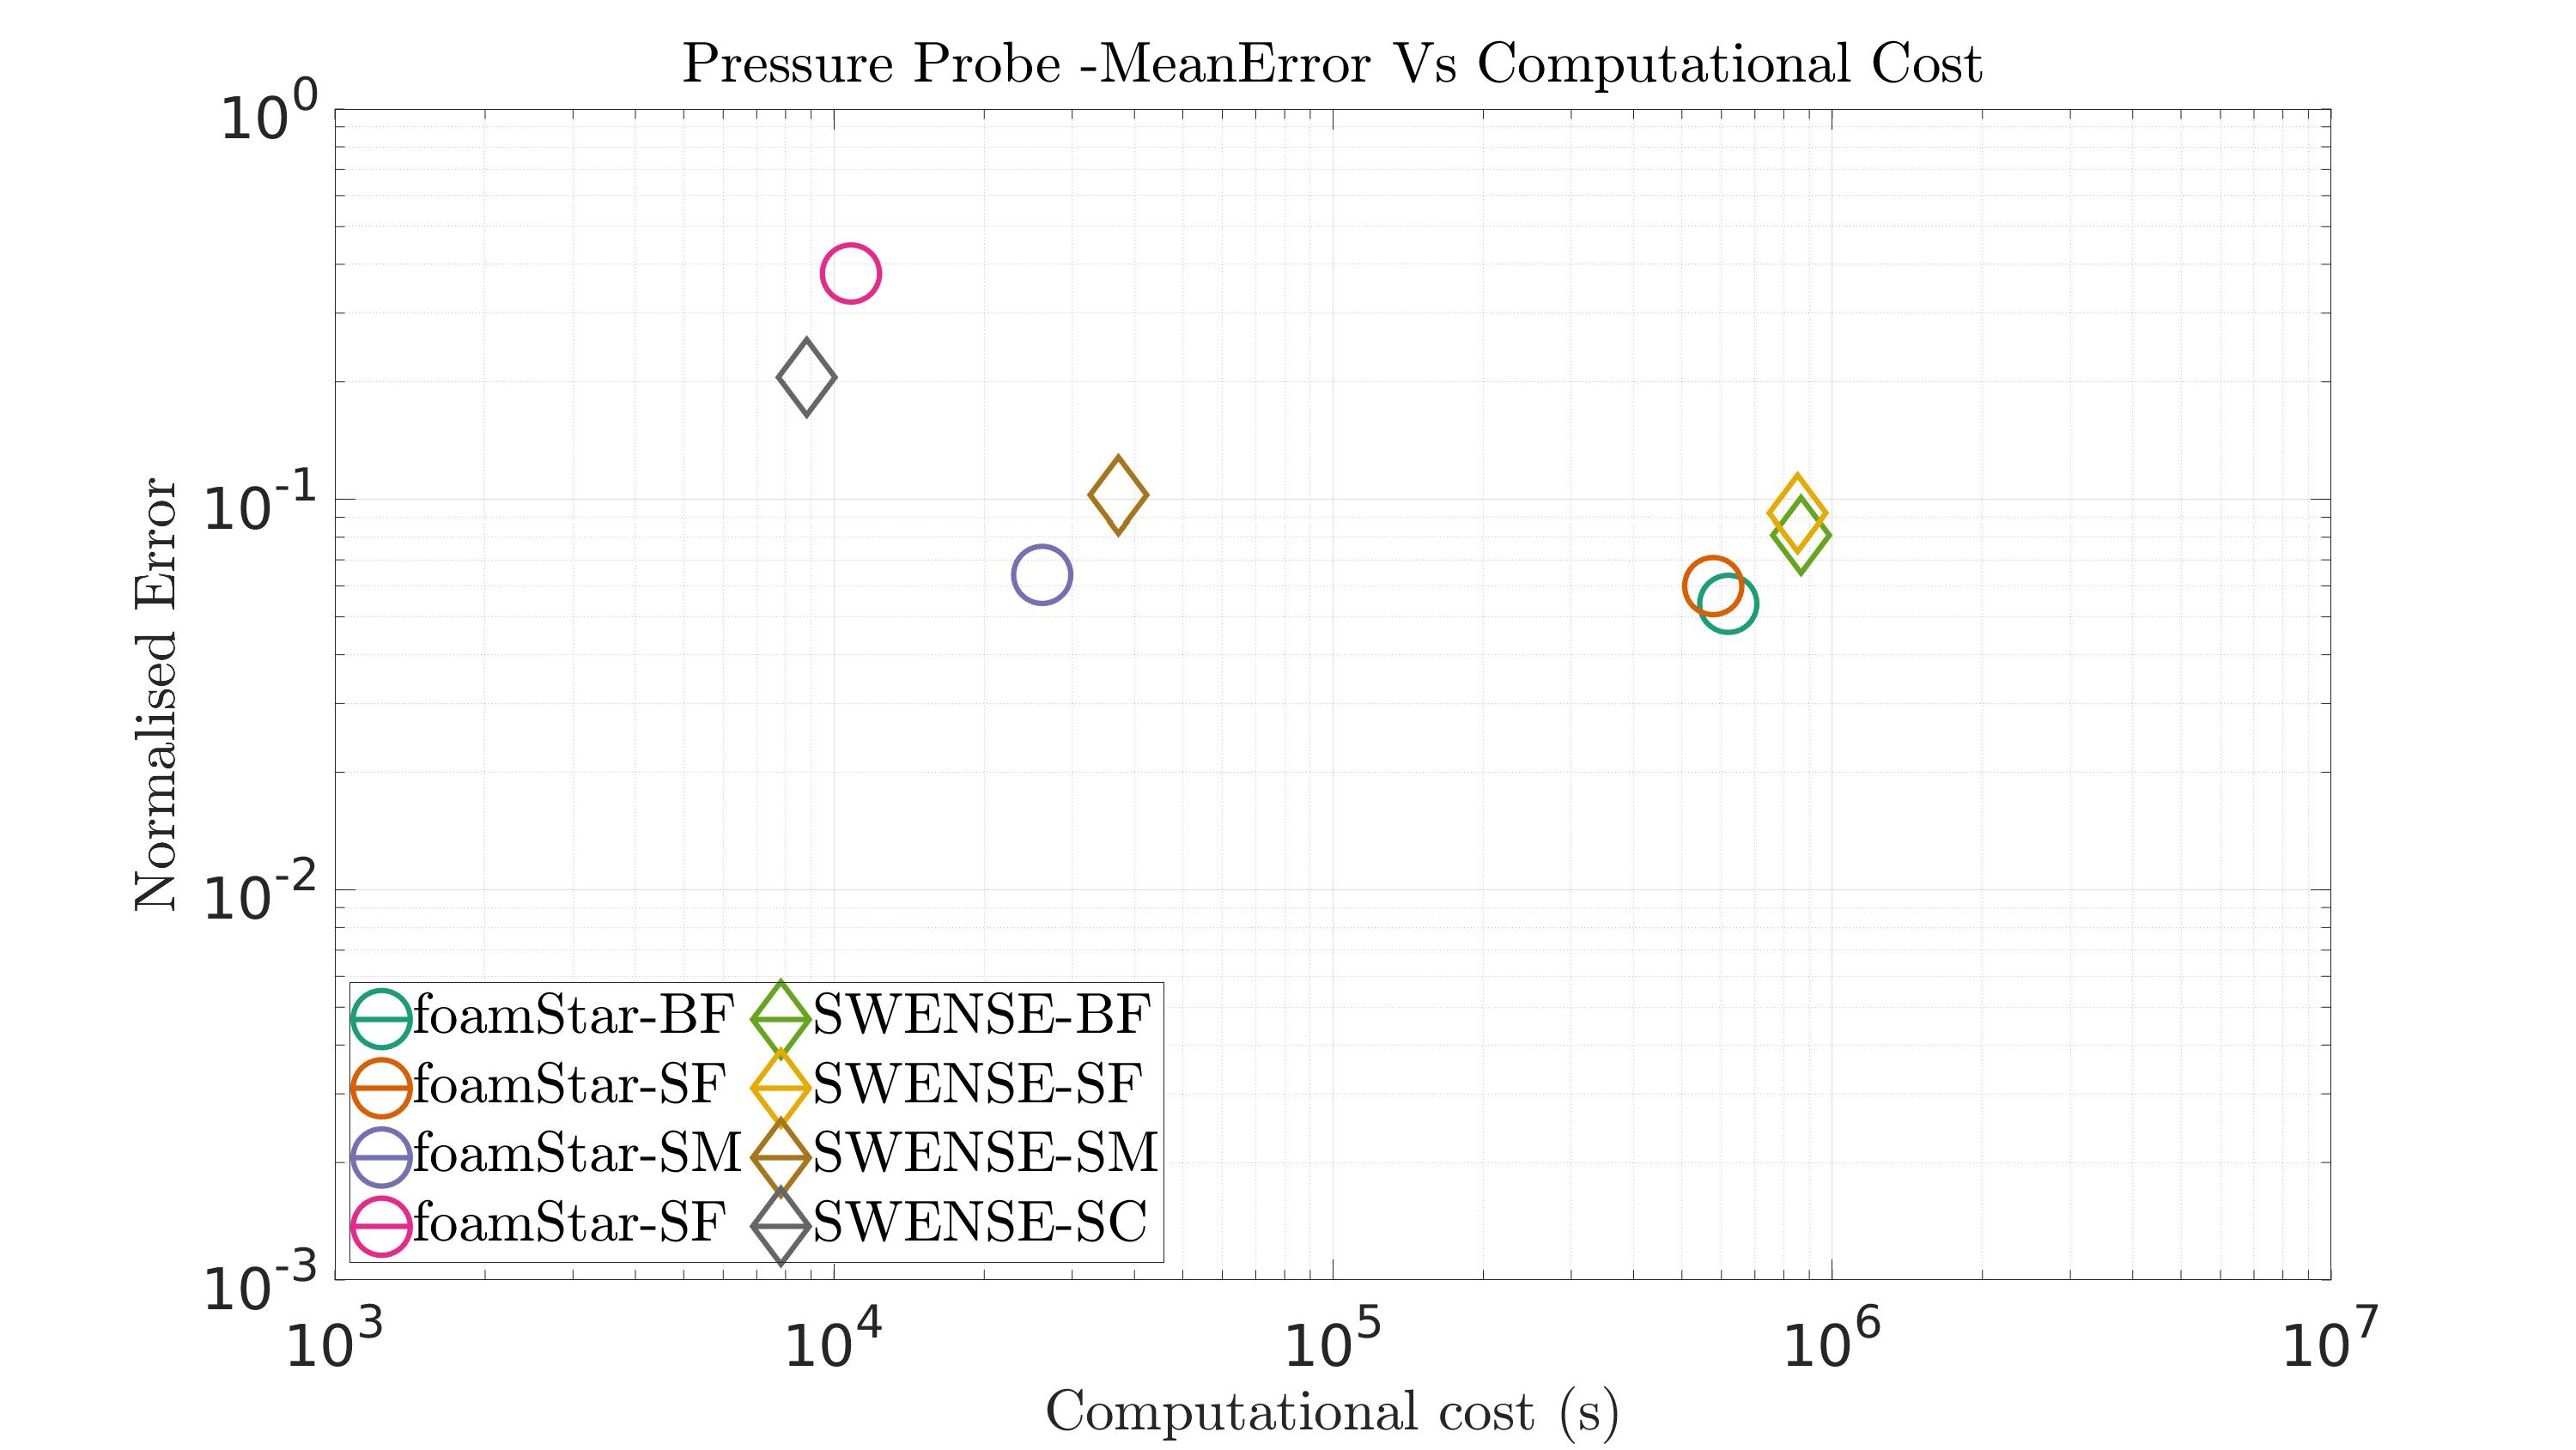 Pressure Probe -MeanError Vs Computational Cost
10^0
10^-1
10^-2
10^-3
Normalised Error
foamStar-BF
foamStar-SF
foamStar-SM
foamStar-SF
SWENSE-BF
SWENSE-SF
SWENSE-SM
SWENSE-SC
10^3 10^4 10^5 10^6 10^7
Computational cost (s)